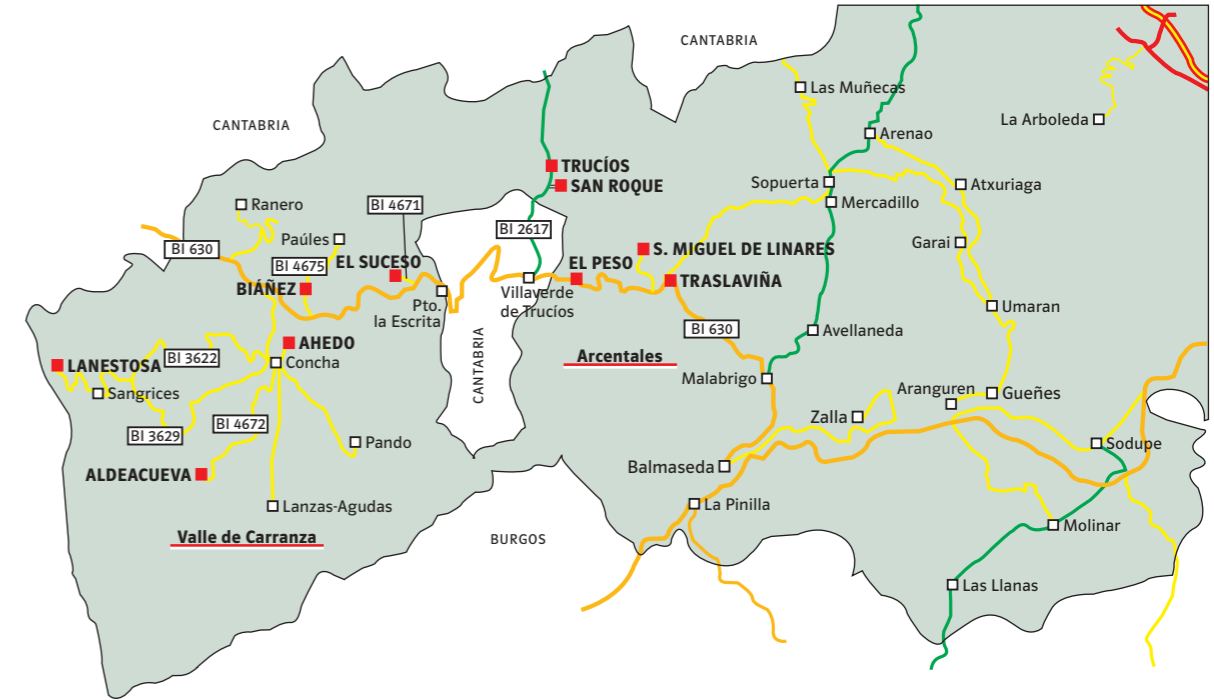 CANTABRIA
Las Muñecas
La Arboleda
CANTABRIA
Arenao
TRUCÍOS
SAN ROQUE
Sopuerta
Atxuriaga
Ranero
BI 4671
Mercadillo
Paúles
BI 2617
Garai
BI 630
S. MIGUEL DE LINARES
BI 4675
EL SUCESO
EL PESO
BIÁÑEZ
TRASLAVIÑA
Pto.
la Escrita
Villaverde
de Trucíos
Umaran
BI 630
Avellaneda
AHEDO
CANTABRIA
Arcentales
BI 3622
LANESTOSA
Concha
Malabrigo
Sangrices
Aranguren
Gueñes
BI 4672
Zalla
BI 3629
Pando
Sodupe
ALDEACUEVA
Balmaseda
Lanzas-Agudas
La Pinilla
Molinar
Valle de Carranza
BURGOS
Las Llanas